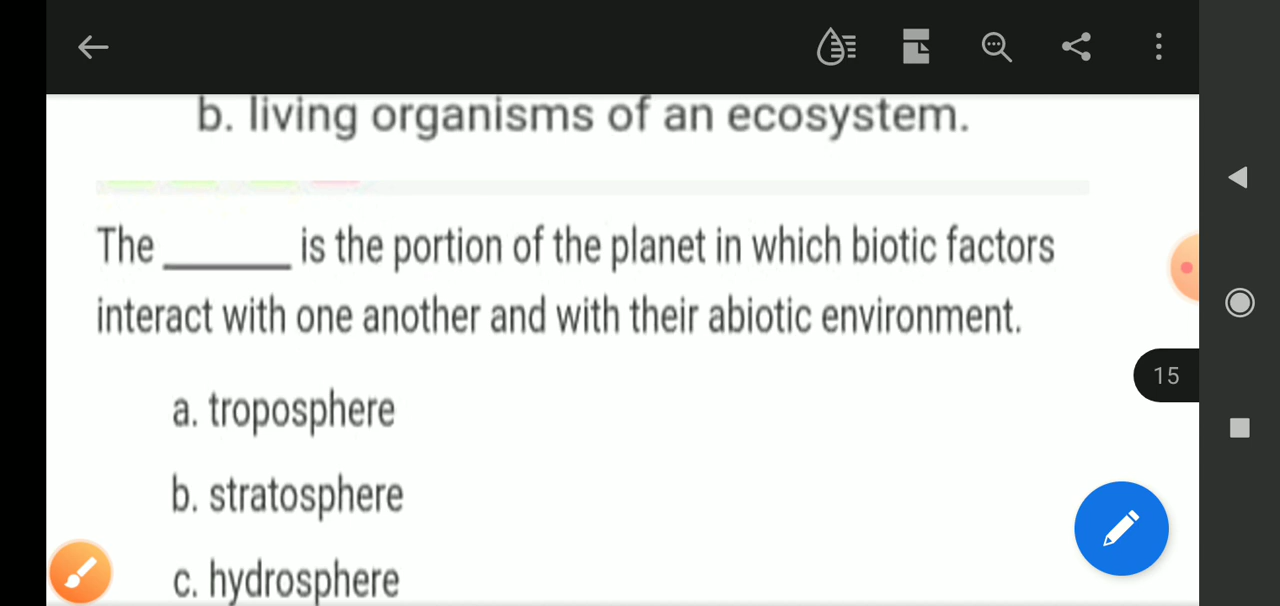 b. living organisms of an ecosystem.
The _______ is the portion of the planet in which biotic factors
interact with one another and with their abiotic environment.
15
a. troposphere
b. stratosphere
c. hydrosphere